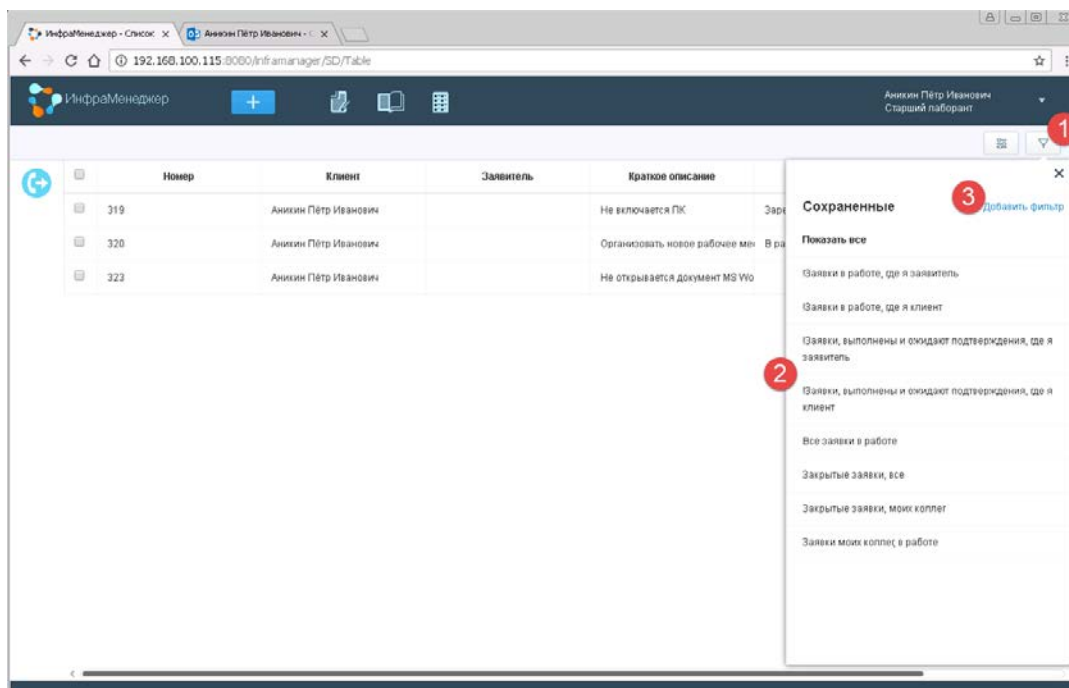 ИнфраМенеджер - Список
Аникин Пётр Иванович - С
192.168.100.115:8080/inframanager/SD/Table
ИнфраМенеджер
+
Аникин Пётр Иванович
Старший лаборант
1
Номер Клиент Заявитель Краткое описание
319 Аникин Пётр Иванович Не включается ПК Заре
320 Аникин Пётр Иванович Организовать новое рабочее мес В ра
323 Аникин Пётр Иванович Не открывается документ MS Wo
3
Сохраненные Добавить фильтр
Показать все
!Заявки в работе, где я заявитель
!Заявки в работе, где я клиент
!Заявки, выполнены и ожидают подтверждения, где я
заявитель
2
!Заявки, выполнены и ожидают подтверждения, где я
клиент
Все заявки в работе
Закрытые заявки, все
Закрытые заявки, моих коллег
Заявки моих коллег, в работе